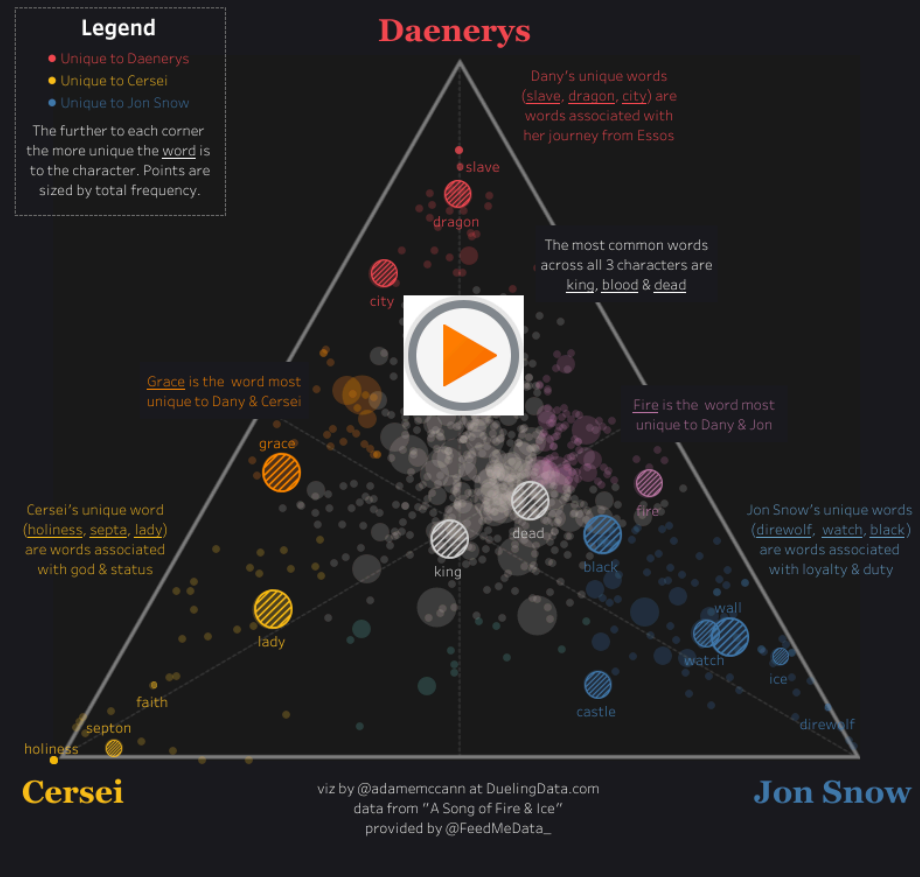 Daenerys
Legend
Unique to Daenerys
Unique to Cersei
Unique to Jon Snow
The further to each corner
the more unique the word is
to the character. Points are
sized by total frequency.
Dany's unique words
(slave, dragon, city) are
words associated with
her journey from Essos
slave
dragon
The most common words
across all 3 characters are
king, blood & dead
city
Grace is the word most
unique to Dany & Cersei
Fire is the word most
unique to Dany & Jon
grace
fire
Cersei's unique word
(holiness, septa, lady)
are words associated
with god & status
Jon Snow's unique words
(direwolf, watch, black)
are words associated
with loyalty & duty
dead
king
black
lady
wall
watch
ice
faith
castle
direwolf
septon
holiness
Cersei
Jon Snow
viz by @adamemccann at DuelingData.com
data from "A Song of Fire & Ice"
provided by @FeedMeData_